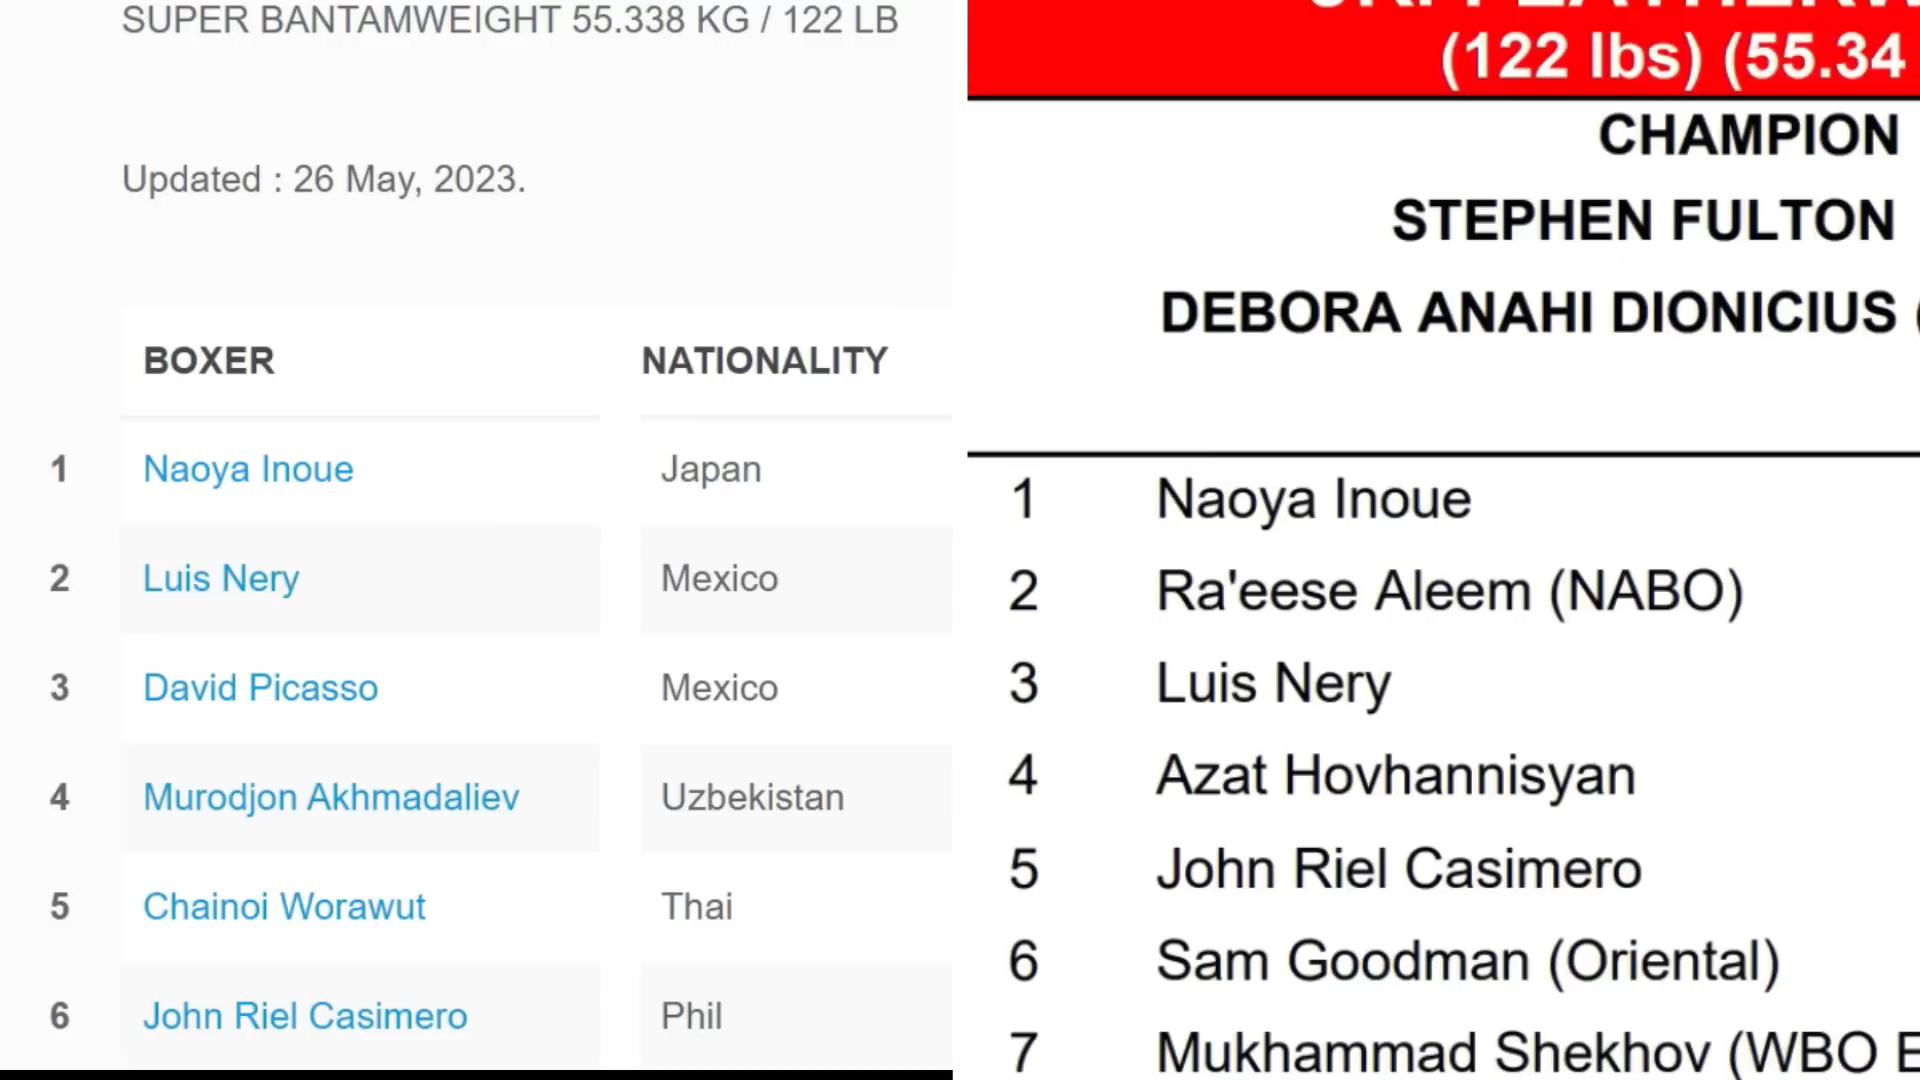 SUPER BANTAMWEIGHT 55.338 KG / 122 LB
Updated : 26 May, 2023.
BOXER NATIONALITY
1 Naoya Inoue Japan
2 Luis Nery Mexico
3 David Picasso Mexico
4 Murodjon Akhmadaliev Uzbekistan
5 Chainoi Worawut Thai
6 John Riel Casimero Phil
(122 lbs) (55.34
CHAMPION
STEPHEN FULTON
DEBORA ANAHI DIONICIUS (
1 Naoya Inoue
2 Ra'eese Aleem (NABO)
3 Luis Nery
4 Azat Hovhannisyan
5 John Riel Casimero
6 Sam Goodman (Oriental)
7 Mukhammad Shekhov (WBO E